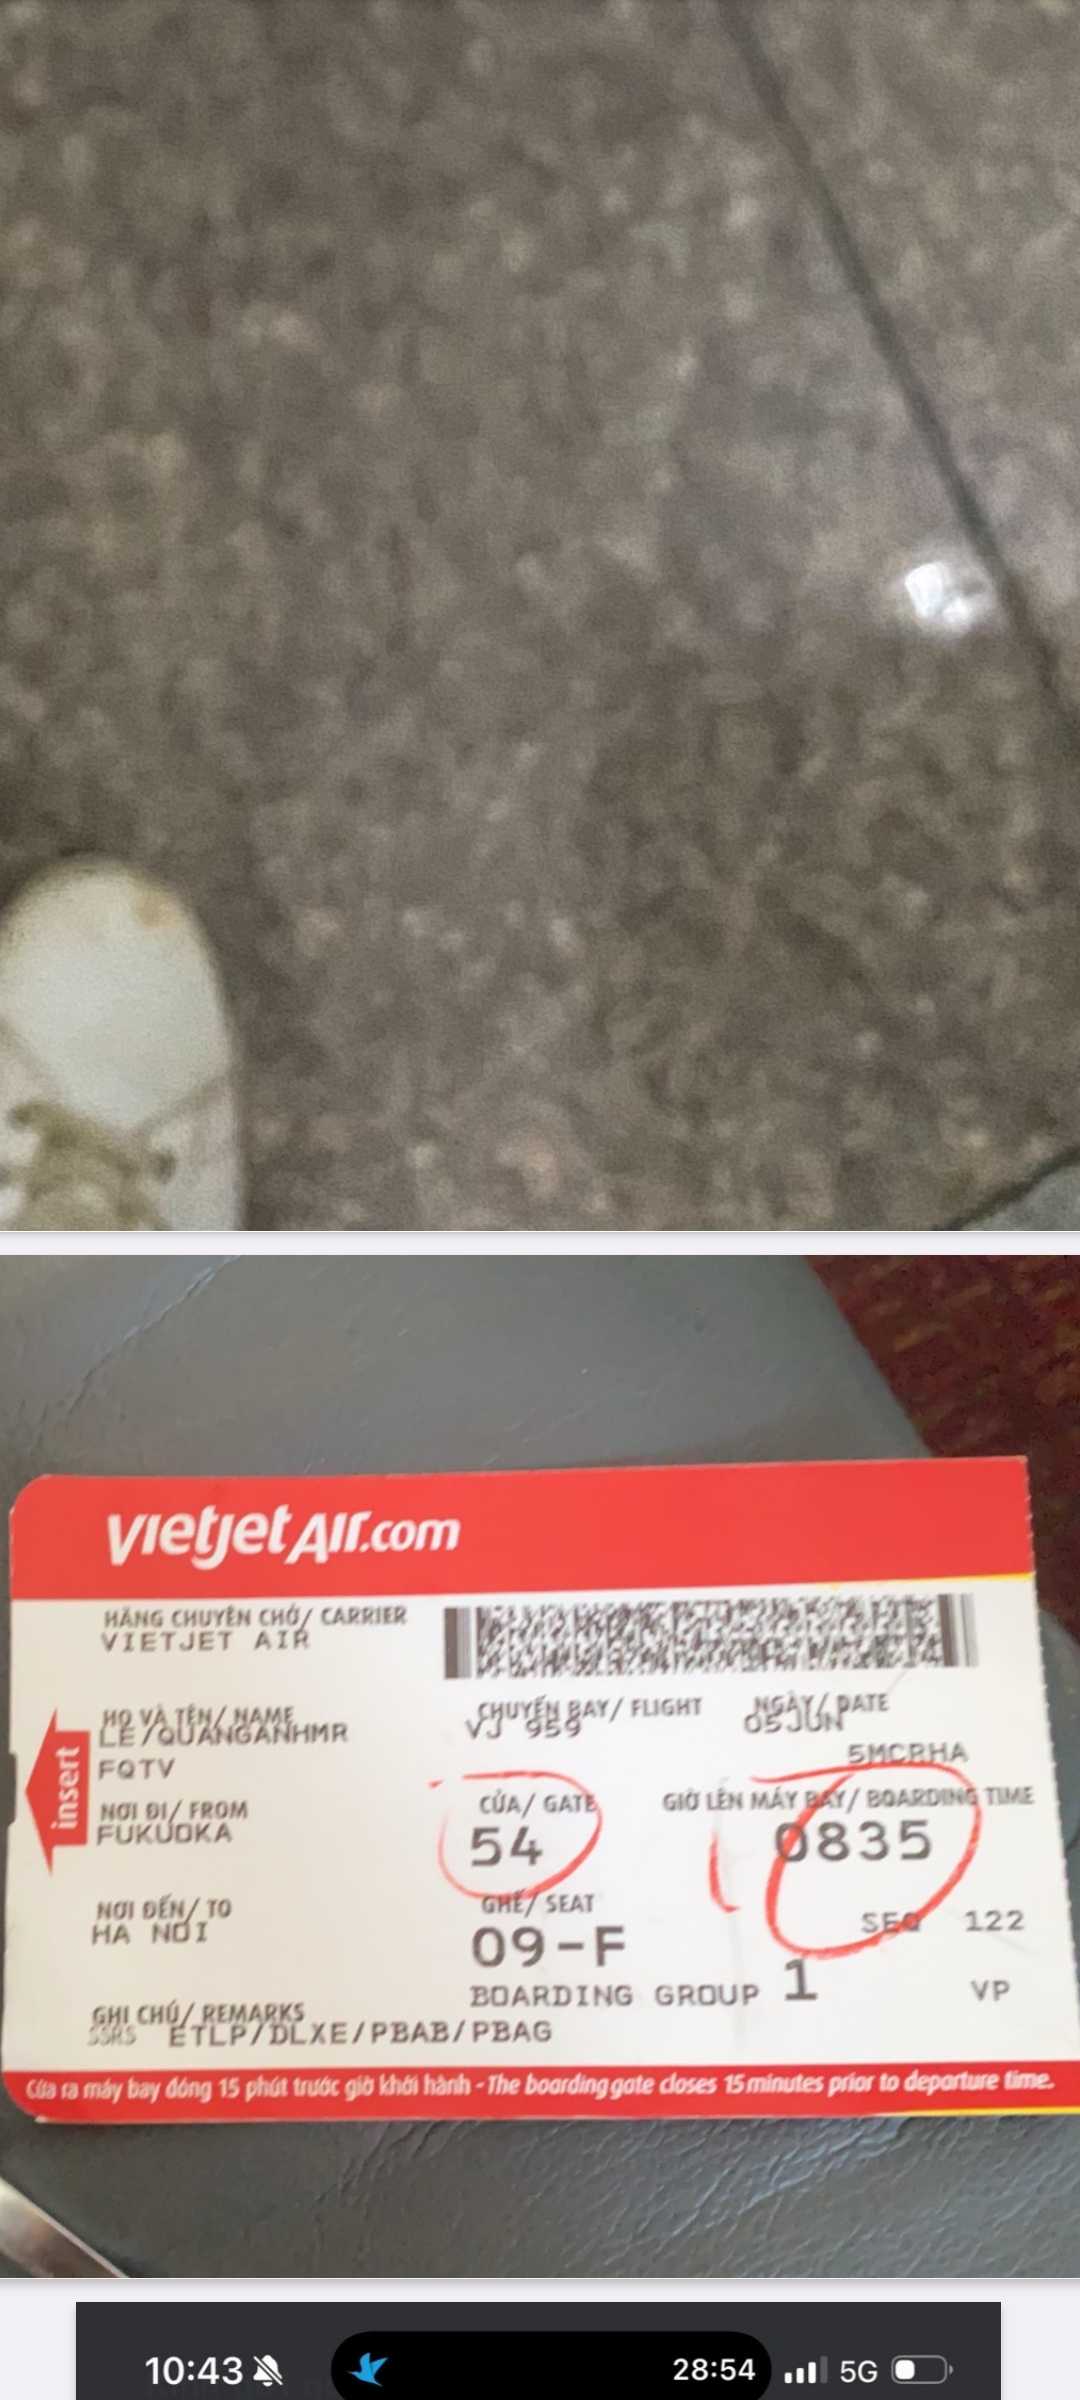 vietjetAir.com
HÃNG CHUYÊN CHỞ/ CARRIER
VIETJET AIR
HỌ VÀ TÊN/ NAME
LE/QUANGANHMR
CHUYẾN BAY/ FLIGHT
VJ 959
NGÀY/ DATE
05JUN
FQTV
5MCRHA
NƠI ĐI/ FROM
FUKUOKA
CỬA/ GATE
54
GIỜ LÊN MÁY BAY/ BOARDING TIME
0835
insert
NƠI ĐẾN/ TO
HA NOI
GHẾ/ SEAT
09-F
SEQ 122
BOARDING GROUP 1
VP
GHI CHÚ/ REMARKS
SSRS ETLP/DLXE/PBAB/PBAG
Cửa ra máy bay đóng 15 phút trước giờ khởi hành - The boarding gate closes 15 minutes prior to departure time.
10:43
28:54
5G